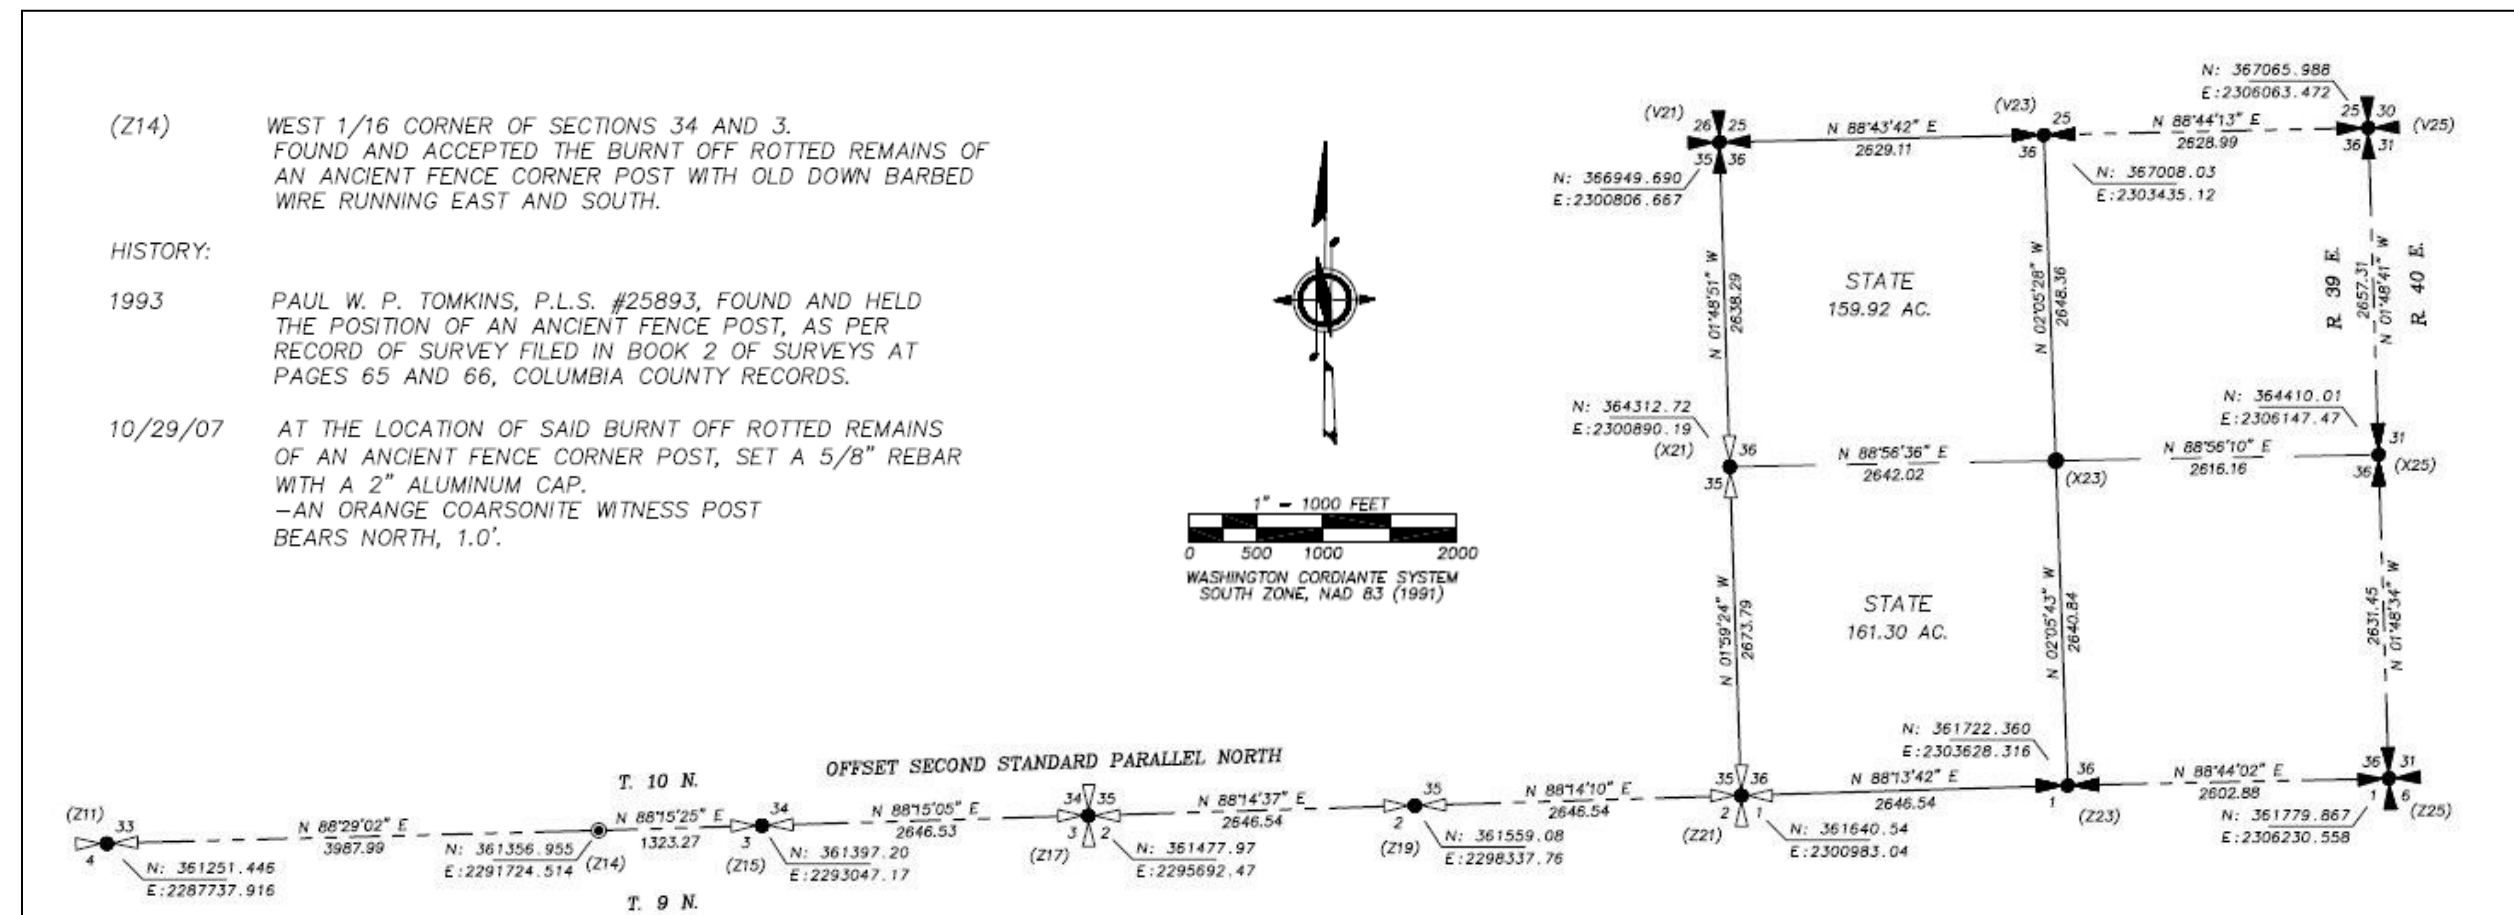 (Z14) WEST 1/16 CORNER OF SECTIONS 34 AND 3.
FOUND AND ACCEPTED THE BURNT OFF ROTTED REMAINS OF
AN ANCIENT FENCE CORNER POST WITH OLD DOWN BARBED
WIRE RUNNING EAST AND SOUTH.
HISTORY:
1993 PAUL W. P. TOMKINS, P.L.S. #25893, FOUND AND HELD
THE POSITION OF AN ANCIENT FENCE POST, AS PER
RECORD OF SURVEY FILED IN BOOK 2 OF SURVEYS AT
PAGES 65 AND 66, COLUMBIA COUNTY RECORDS.
10/29/07 AT THE LOCATION OF SAID BURNT OFF ROTTED REMAINS
OF AN ANCIENT FENCE CORNER POST, SET A 5/8" REBAR
WITH A 2" ALUMINUM CAP.
-AN ORANGE COARSONITE WITNESS POST
BEARS NORTH, 1.0'.
1" = 1000 FEET
0 500 1000 2000
WASHINGTON CORDIANTE SYSTEM
SOUTH ZONE, NAD 83 (1991)
(V21)
26 25
35 36
N: 366949.690
E:2300806.667
N 88°43'42" E
2629.11
(V23)
25
36
N: 367008.03
E:2303435.12
N 88°44'13" E
2628.99
N: 367065.988
E:2306063.472
25 30
36 31
(V25)
N 01°48'51" W
2638.29
STATE
159.92 AC.
N 02°05'28" W
2648.36
2657.31
N 01°48'41" W
R 39 E.
R 40 E.
N: 364312.72
E:2300890.19
(X21)
36
35
N 88°56'36" E
2642.02
(X23)
N 88°56'10" E
2616.16
N: 364410.01
E:2306147.47
31
36
(X25)
N 01°59'24" W
2673.79
STATE
161.30 AC.
N 02°05'43" W
2640.84
2631.45
N 01°48'34" W
T. 10 N.
OFFSET SECOND STANDARD PARALLEL NORTH
T. 9 N.
(Z11)
33
4
N: 361251.446
E:2287737.916
N 88°29'02" E
3987.99
N: 361356.955
E:2291724.514
(Z14)
N 88°15'25" E
1323.27
34
3
(Z15)
N: 361397.20
E:2293047.17
N 88°15'05" E
2646.53
34 35
3 2
(Z17)
N: 361477.97
E:2295692.47
N 88°14'37" E
2646.54
35
2
(Z19)
N: 361559.08
E:2298337.76
N 88°14'10" E
2646.54
35 36
2 1
(Z21)
N: 361640.54
E:2300983.04
N 88°13'42" E
2646.54
N: 361722.360
E:2303628.316
36
1
(Z23)
N 88°44'02" E
2602.88
36 31
1 6
(Z25)
N: 361779.867
E:2306230.558